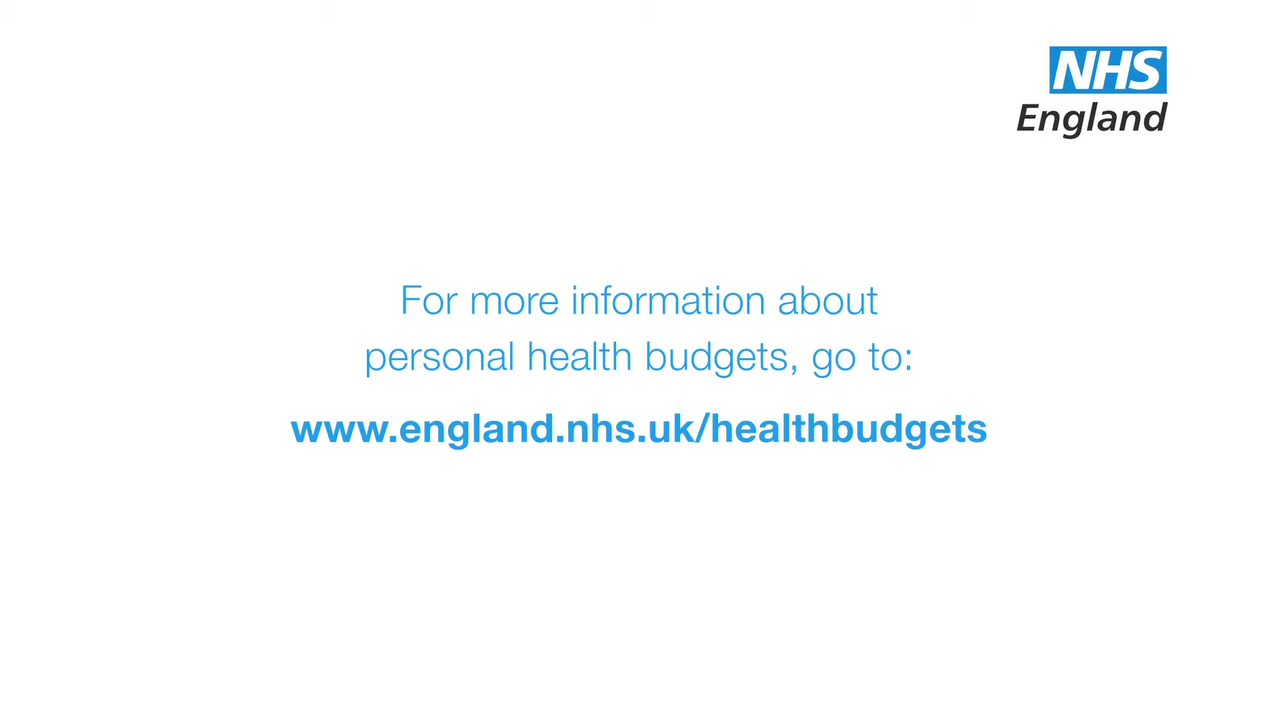 NHS
England
For more information about
personal health budgets, go to:
www.england.nhs.uk/healthbudgets